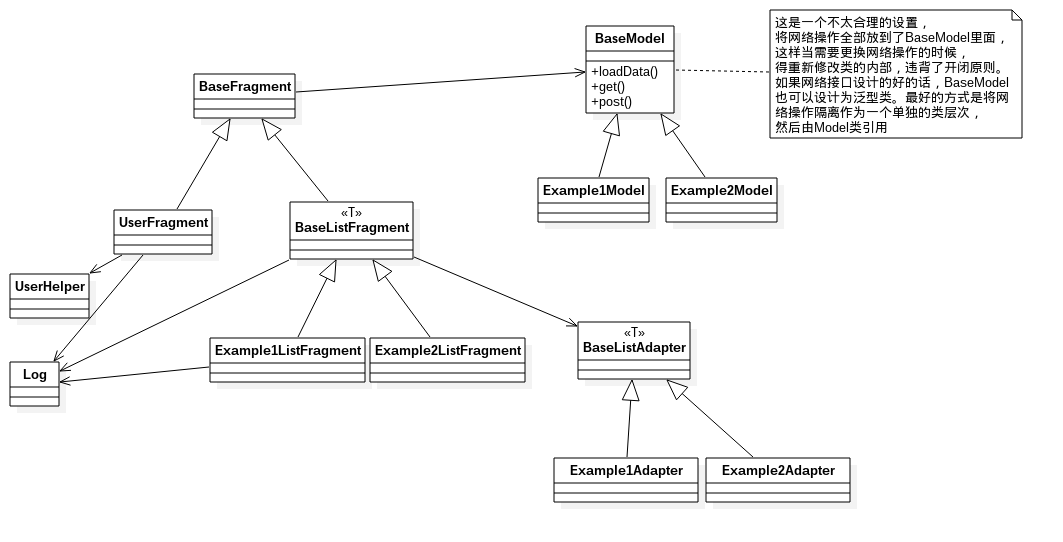 BaseModel
+loadData()
+get()
+post()
这是一个不太合理的设置，
将网络操作全部放到了BaseModel里面，
这样当需要更换网络操作的时候，
得重新修改类的内部，违背了开闭原则。
如果网络接口设计的好的话，BaseModel
也可以设计为泛型类。最好的方式是将网
络操作隔离作为一个单独的类层次，
然后由Model类引用
BaseFragment
Example1Model
Example2Model
UserFragment
«T»
BaseListFragment
UserHelper
Example1ListFragment
Example2ListFragment
«T»
BaseListAdapter
Log
Example1Adapter
Example2Adapter